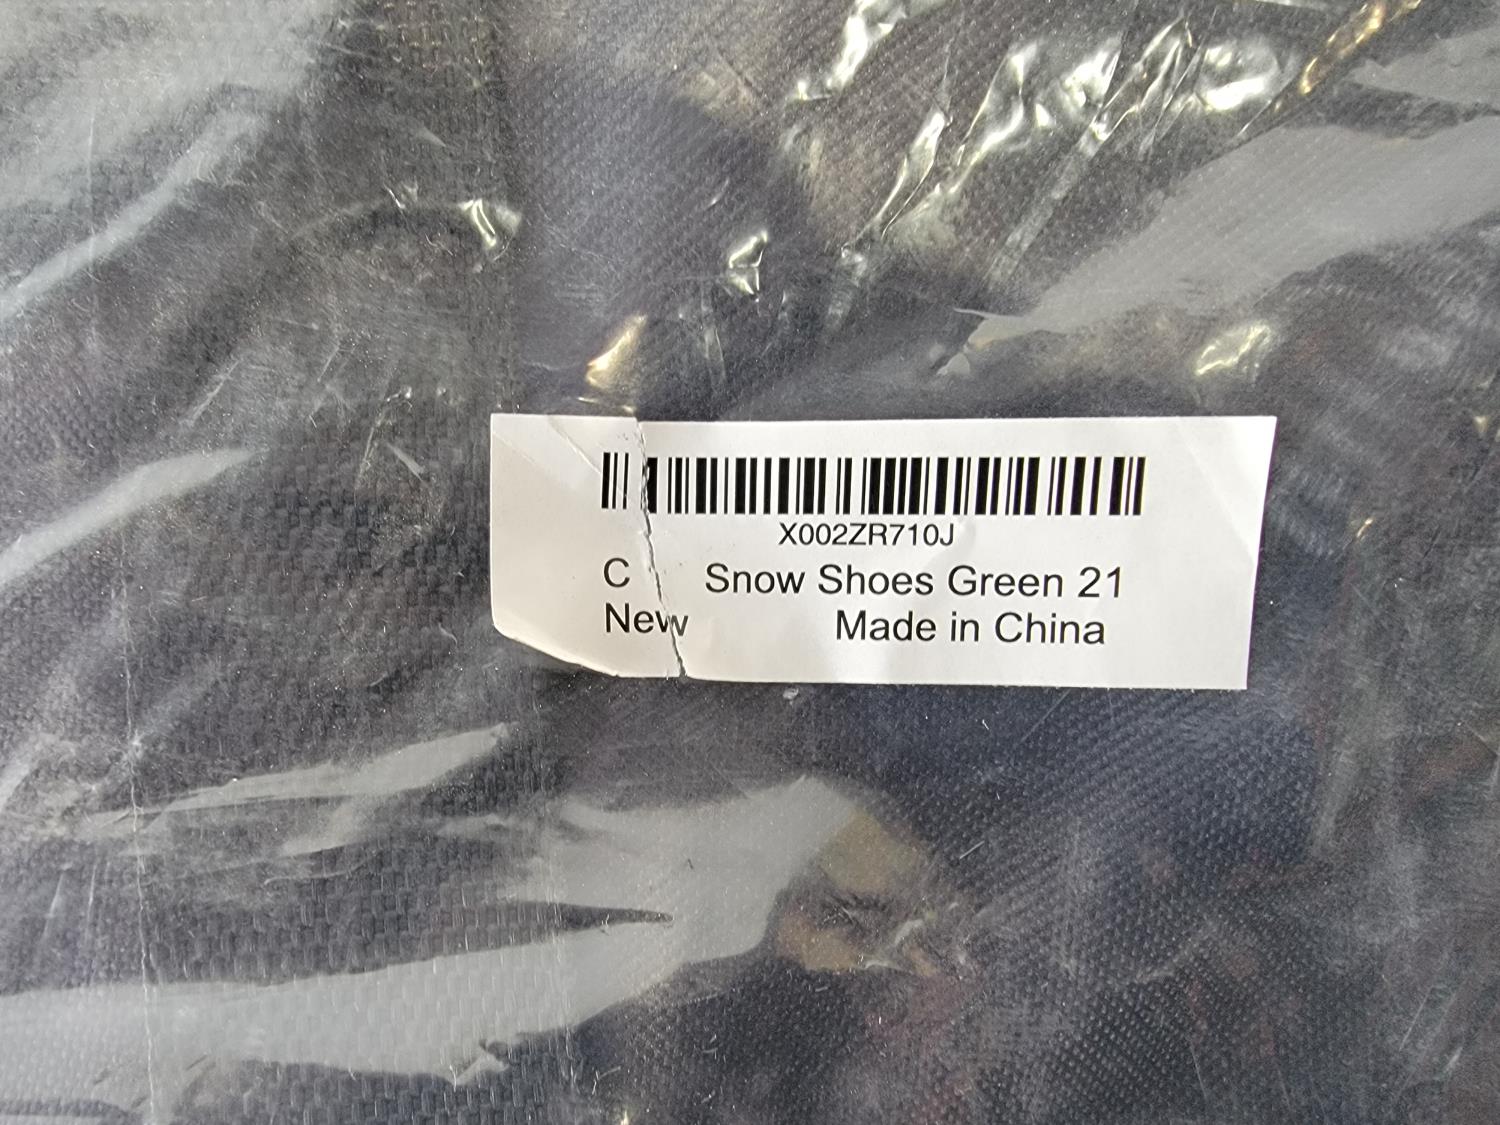 X002ZR710J
C Snow Shoes Green 21
New Made in China